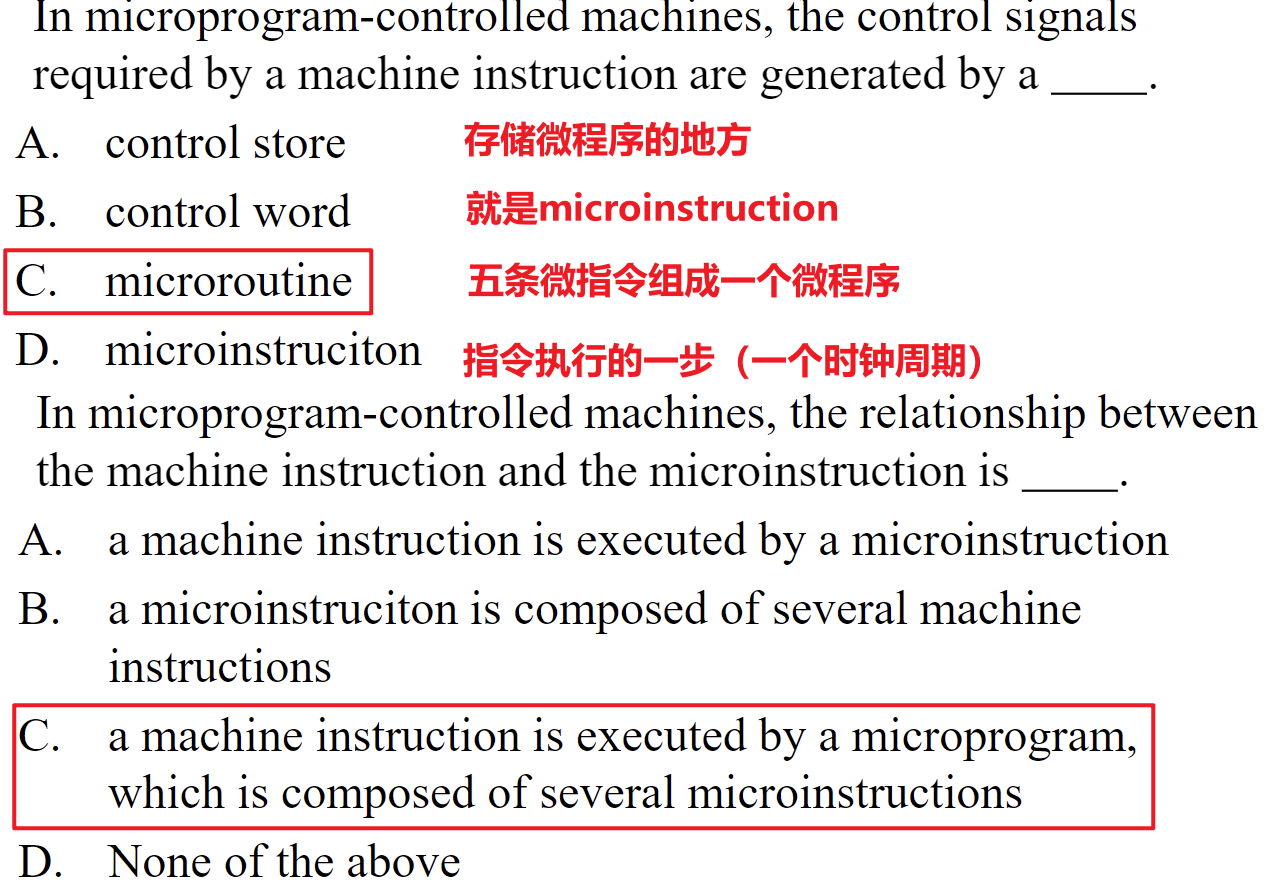 In microprogram-controlled machines, the control signals
required by a machine instruction are generated by a ____.
A. control store 存储微程序的地方
B. control word 就是microinstruction
C. microroutine 五条微指令组成一个微程序
D. microinstruciton 指令执行的一步（一个时钟周期）
In microprogram-controlled machines, the relationship between
the machine instruction and the microinstruction is ____.
A. a machine instruction is executed by a microinstruction
B. a microinstruciton is composed of several machine
instructions
C. a machine instruction is executed by a microprogram,
which is composed of several microinstructions
D. None of the above